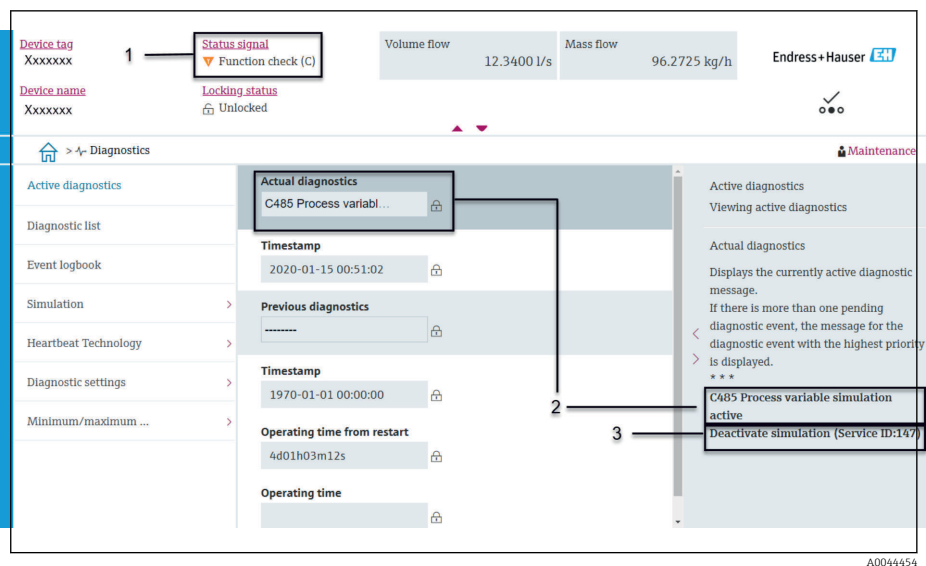 Device tag
Xxxxxxx
1
Status signal
Function check (C)
Volume flow
12.3400 l/s
Mass flow
96.2725 kg/h
Endress+Hauser EH
Device name
Xxxxxxx
Locking status
Unlocked
> Diagnostics
Maintenance
Active diagnostics
Diagnostic list
Event logbook
Simulation >
Heartbeat Technology >
Diagnostic settings >
Minimum/maximum ... >
Actual diagnostics
C485 Process variabl...
Timestamp
2020-01-15 00:51:02
Previous diagnostics
--------
Timestamp
1970-01-01 00:00:00
Operating time from restart
4d01h03m12s
Operating time
2
3
Active diagnostics
Viewing active diagnostics
Actual diagnostics
Displays the currently active diagnostic
message.
If there is more than one pending
diagnostic event, the message for the
diagnostic event with the highest priority
is displayed.
* * *
C485 Process variable simulation
active
Deactivate simulation (Service ID:147)
A0044454